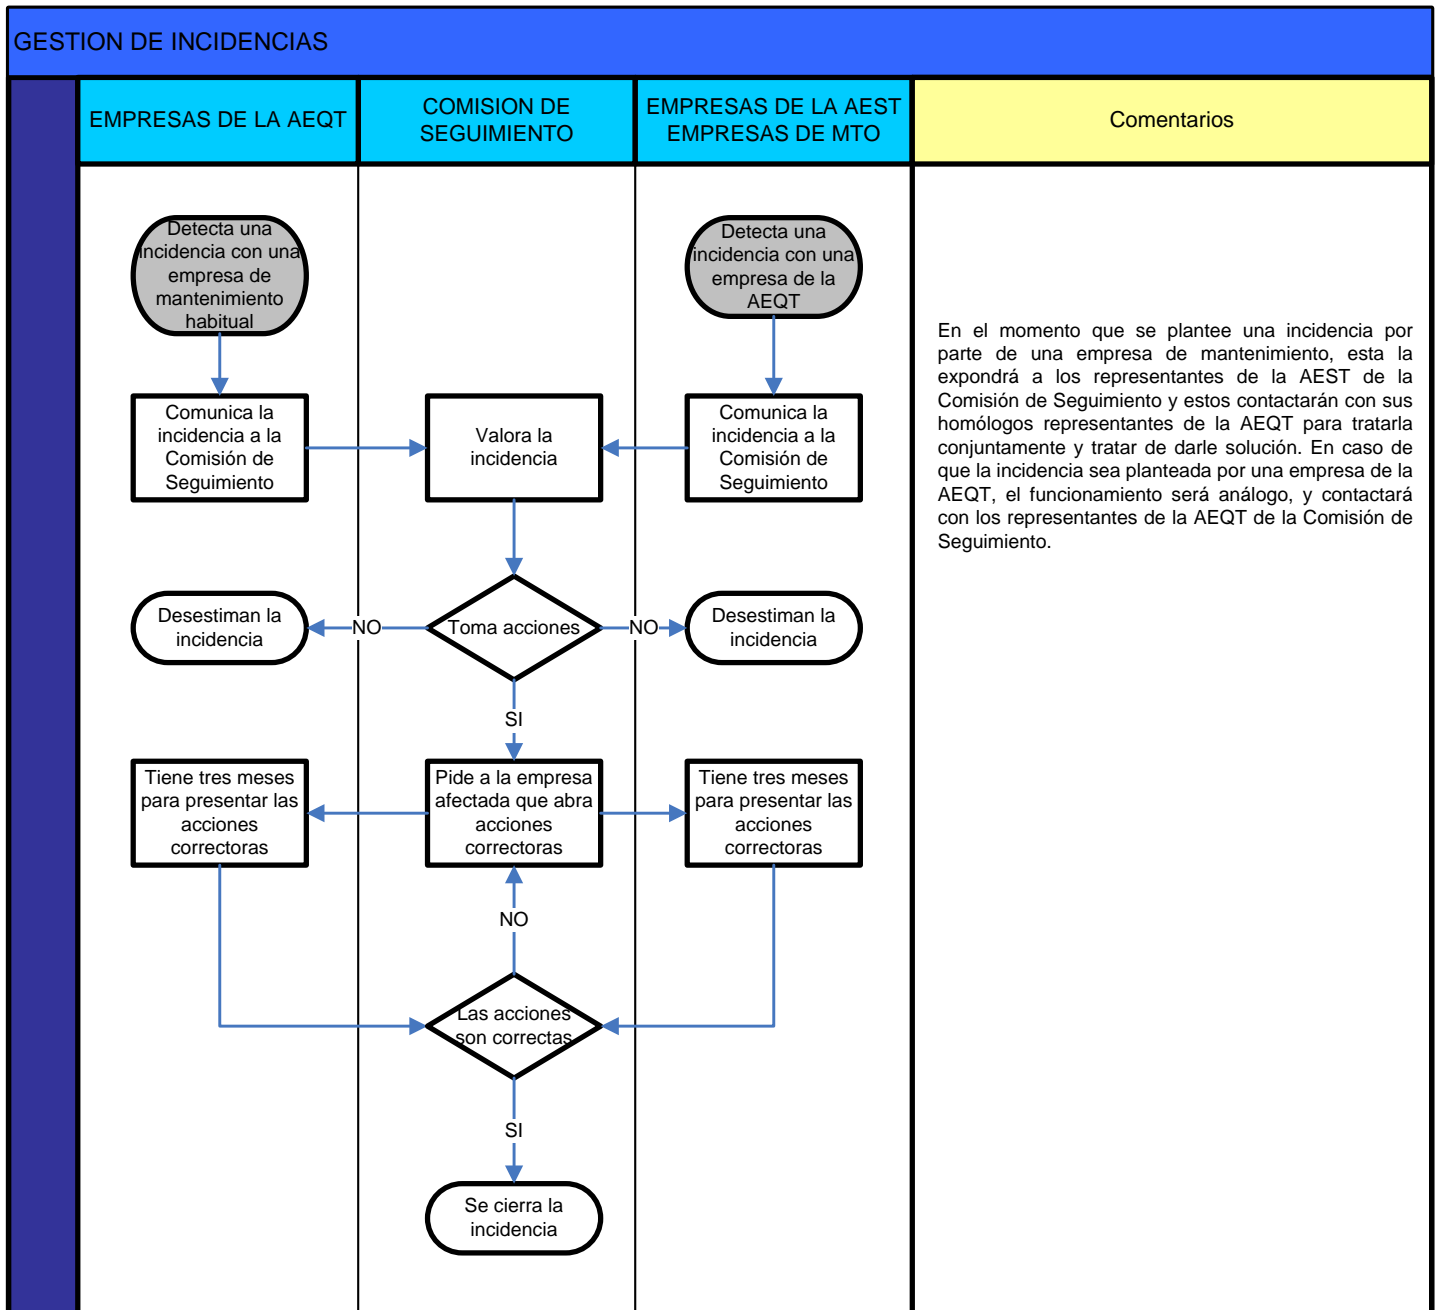 GESTION DE INCIDENCIAS
EMPRESAS DE LA AEQT
COMISION DE
SEGUIMIENTO
EMPRESAS DE LA AEST
EMPRESAS DE MTO
Comentarios
Detecta una
incidencia con una
empresa de
mantenimiento
habitual
Detecta una
incidencia con una
empresa de la
AEQT
Comunica la
incidencia a la
Comisión de
Seguimiento
Valora la
incidencia
Comunica la
incidencia a la
Comisión de
Seguimiento
En el momento que se plantee una incidencia por
parte de una empresa de mantenimiento, esta la
expondrá a los representantes de la AEST de la
Comisión de Seguimiento y estos contactarán con sus
homólogos representantes de la AEQT para tratarla
conjuntamente y tratar de darle solución. En caso de
que la incidencia sea planteada por una empresa de la
AEQT, el funcionamiento será análogo, y contactará
con los representantes de la AEQT de la Comisión de
Seguimiento.
Desestiman la
incidencia
NO
Toma acciones
NO
Desestiman la
incidencia
SI
Tiene tres meses
para presentar las
acciones
correctoras
Pide a la empresa
afectada que abra
acciones
correctoras
Tiene tres meses
para presentar las
acciones
correctoras
NO
Las acciones
son correctas
SI
Se cierra la
incidencia